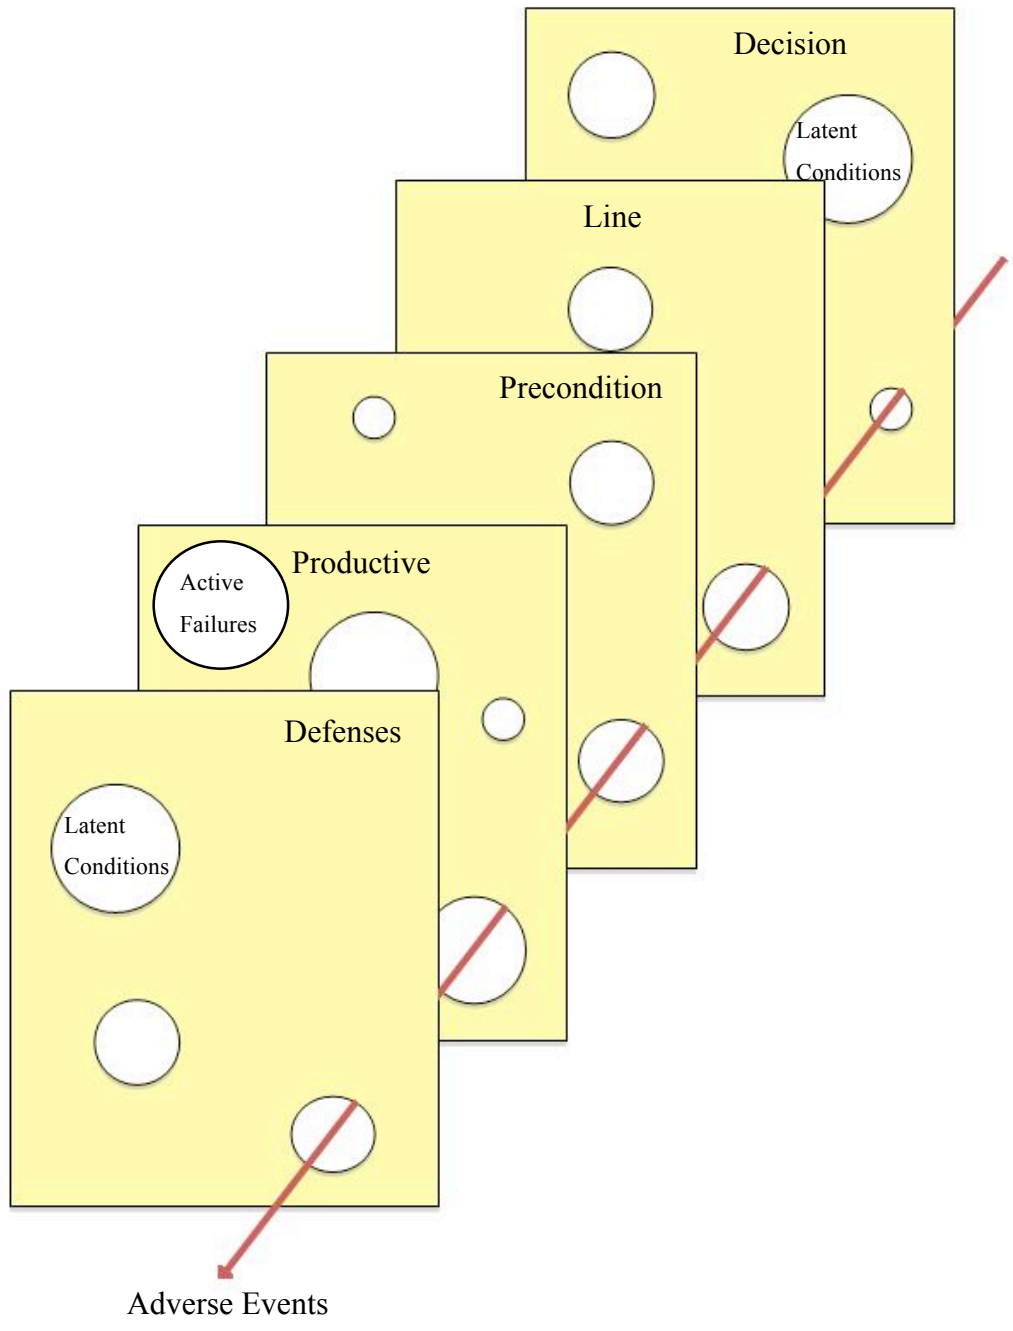 Decision
Latent
Conditions
Line
Precondition
Productive
Active
Failures
Defenses
Latent
Conditions
Adverse Events